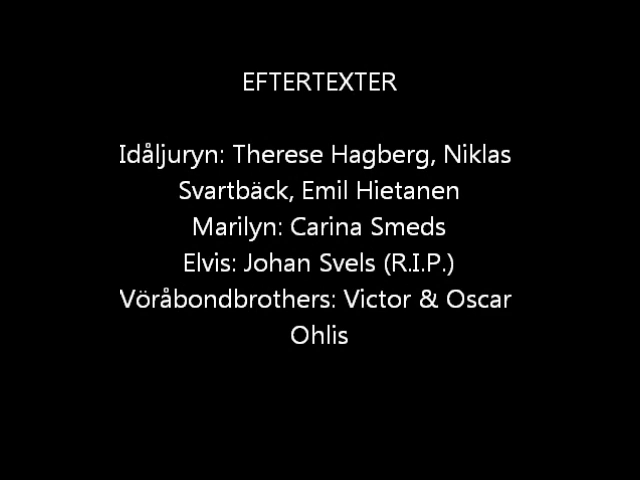 EFTERTEXTER
Idåljuryn: Therese Hagberg, Niklas
Svartbäck, Emil Hietanen
Marilyn: Carina Smeds
Elvis: Johan Svels (R.I.P.)
Vöråbondbrothers: Victor & Oscar
Ohlis